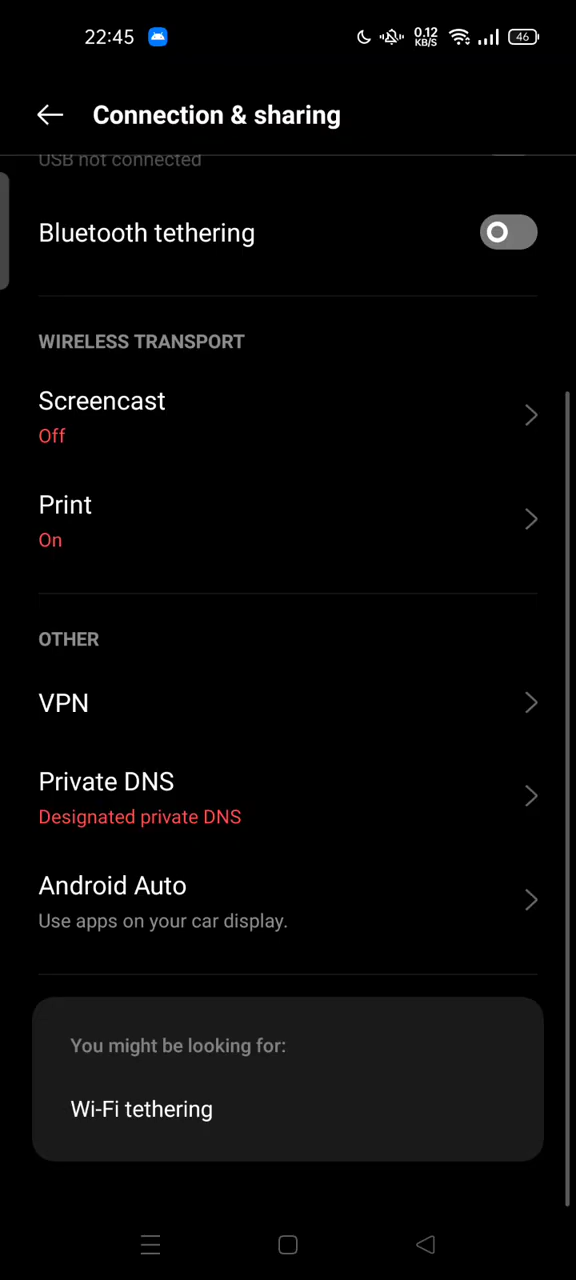 22:45
0.12
KB/S
46
Connection & sharing
USB not connected
Bluetooth tethering
WIRELESS TRANSPORT
Screencast
Off
Print
On
OTHER
VPN
Private DNS
Designated private DNS
Android Auto
Use apps on your car display.
You might be looking for:
Wi-Fi tethering